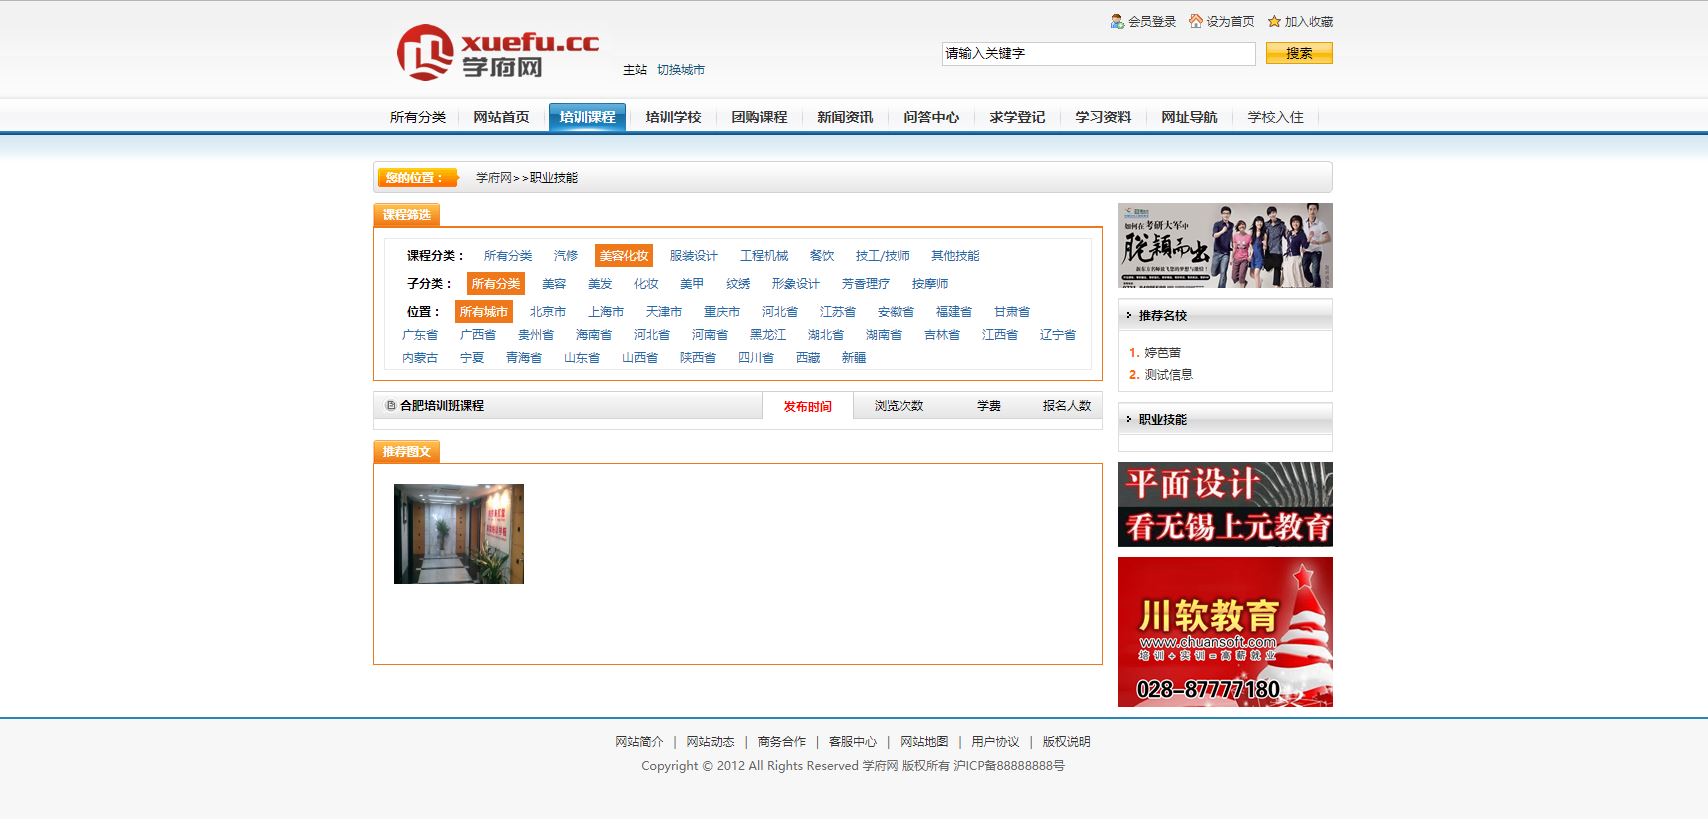 会员登录 设为首页 加入收藏
xuefu.cc
学府网
主站 切换城市
请输入关键字 搜索
所有分类 网站首页 培训课程 培训学校 团购课程 新闻资讯 问答中心 求学登记 学习资料 网址导航 学校入住
您的位置： 学府网>>职业技能
课程筛选
课程分类： 所有分类 汽修 美容化妆 服装设计 工程机械 餐饮 技工/技师 其他技能
子分类： 所有分类 美容 美发 化妆 美甲 纹绣 形象设计 芳香理疗 按摩师
位置： 所有城市 北京市 上海市 天津市 重庆市 河北省 江苏省 安徽省 福建省 甘肃省
广东省 广西省 贵州省 海南省 河北省 河南省 黑龙江 湖北省 湖南省 吉林省 江西省 辽宁省
内蒙古 宁夏 青海省 山东省 山西省 陕西省 四川省 西藏 新疆
合肥培训班课程 发布时间 浏览次数 学费 报名人数
推荐图文
如何在考研大军中
脱颖而出
推荐名校
1. 婷芭苗
2. 测试信息
职业技能
平面设计
看无锡上元教育
川软教育
www.chuansoft.com
培训+实训=高薪就业
028-87777180
网站简介 | 网站动态 | 商务合作 | 客服中心 | 网站地图 | 用户协议 | 版权说明
Copyright © 2012 All Rights Reserved 学府网 版权所有 沪ICP备88888888号